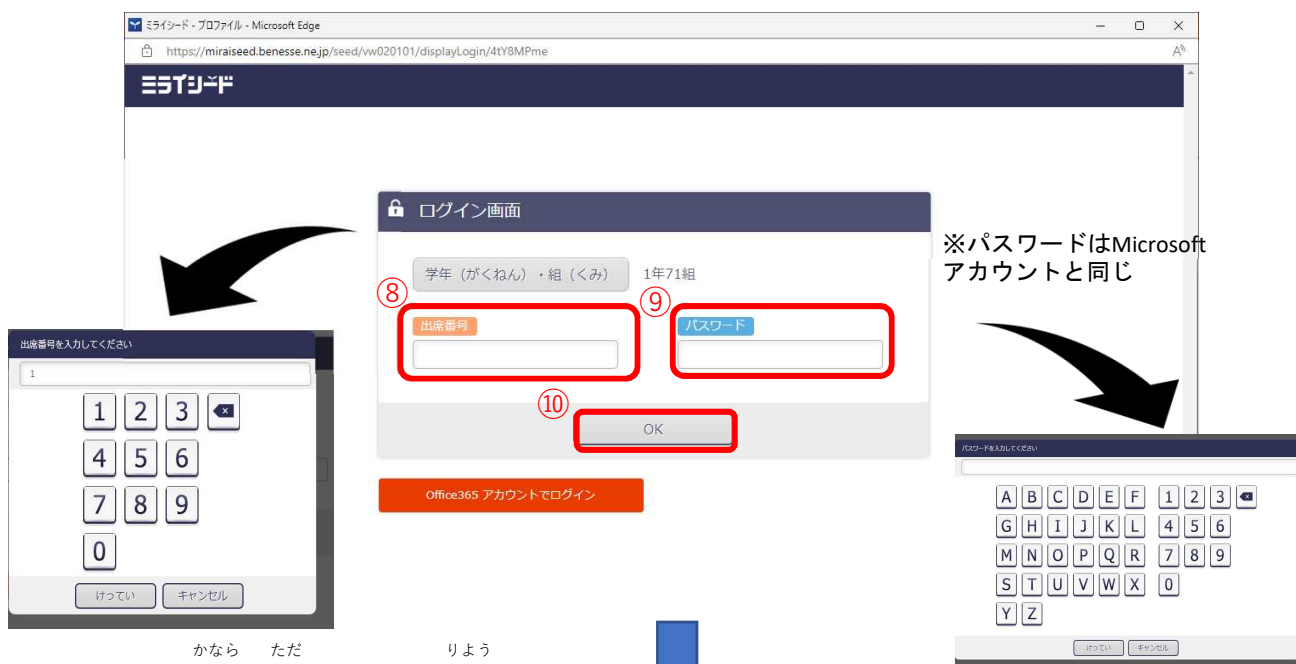 ミライシード - プロファイル - Microsoft Edge
https://miraiseed.benesse.ne.jp/seed/vw020101/displayLogin/4tY8MPme
ミライシード
ログイン画面
学年（がくねん）・組（くみ） 1年71組
⑧
出席番号
⑨
パスワード
⑩
OK
Office365 アカウントでログイン
※パスワードはMicrosoft
アカウントと同じ
出席番号を入力してください
1
1 2 3
4 5 6
7 8 9
0
けってい キャンセル
パスワードを入力してください
A B C D E F 1 2 3
G H I J K L 4 5 6
M N O P Q R 7 8 9
S T U V W X 0
Y Z
けってい キャンセル
かなら ただ りよう